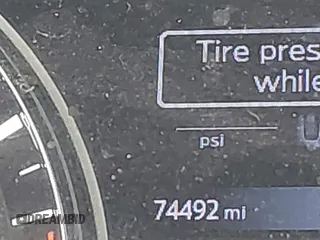 Tire pres
while
psi
74492 mi
DREAMBID